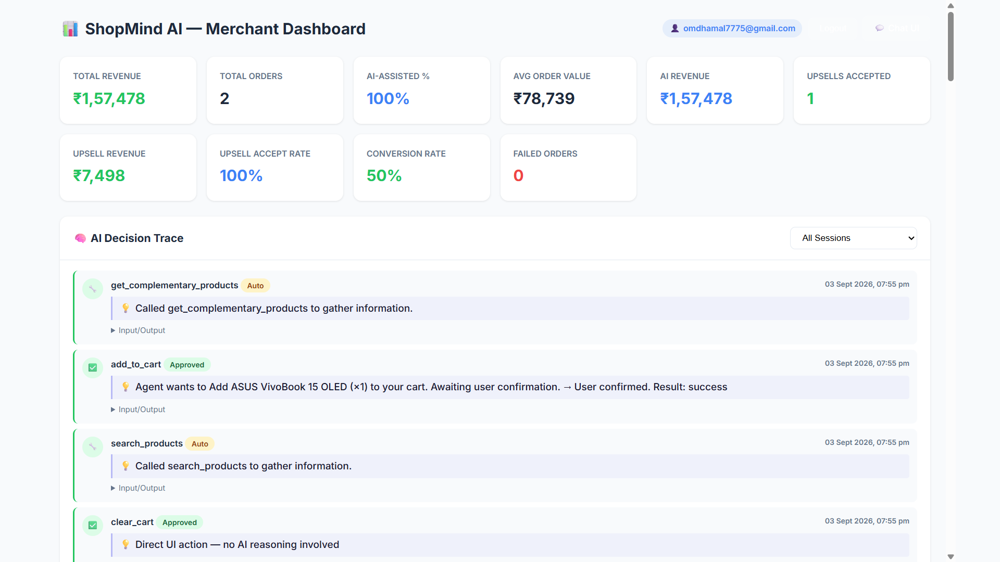 ShopMind AI — Merchant Dashboard
omdhamal7775@gmail.com
Logout
Chat UI
TOTAL REVENUE
₹1,57,478
TOTAL ORDERS
2
AI-ASSISTED %
100%
AVG ORDER VALUE
₹78,739
AI REVENUE
₹1,57,478
UPSELLS ACCEPTED
1
UPSELL REVENUE
₹7,498
UPSELL ACCEPT RATE
100%
CONVERSION RATE
50%
FAILED ORDERS
0
AI Decision Trace
All Sessions
get_complementary_products Auto
03 Sept 2026, 07:55 pm
Called get_complementary_products to gather information.
Input/Output
add_to_cart Approved
03 Sept 2026, 07:55 pm
Agent wants to Add ASUS VivoBook 15 OLED (×1) to your cart. Awaiting user confirmation. → User confirmed. Result: success
Input/Output
search_products Auto
03 Sept 2026, 07:55 pm
Called search_products to gather information.
Input/Output
clear_cart Approved
03 Sept 2026, 07:55 pm
Direct UI action — no AI reasoning involved